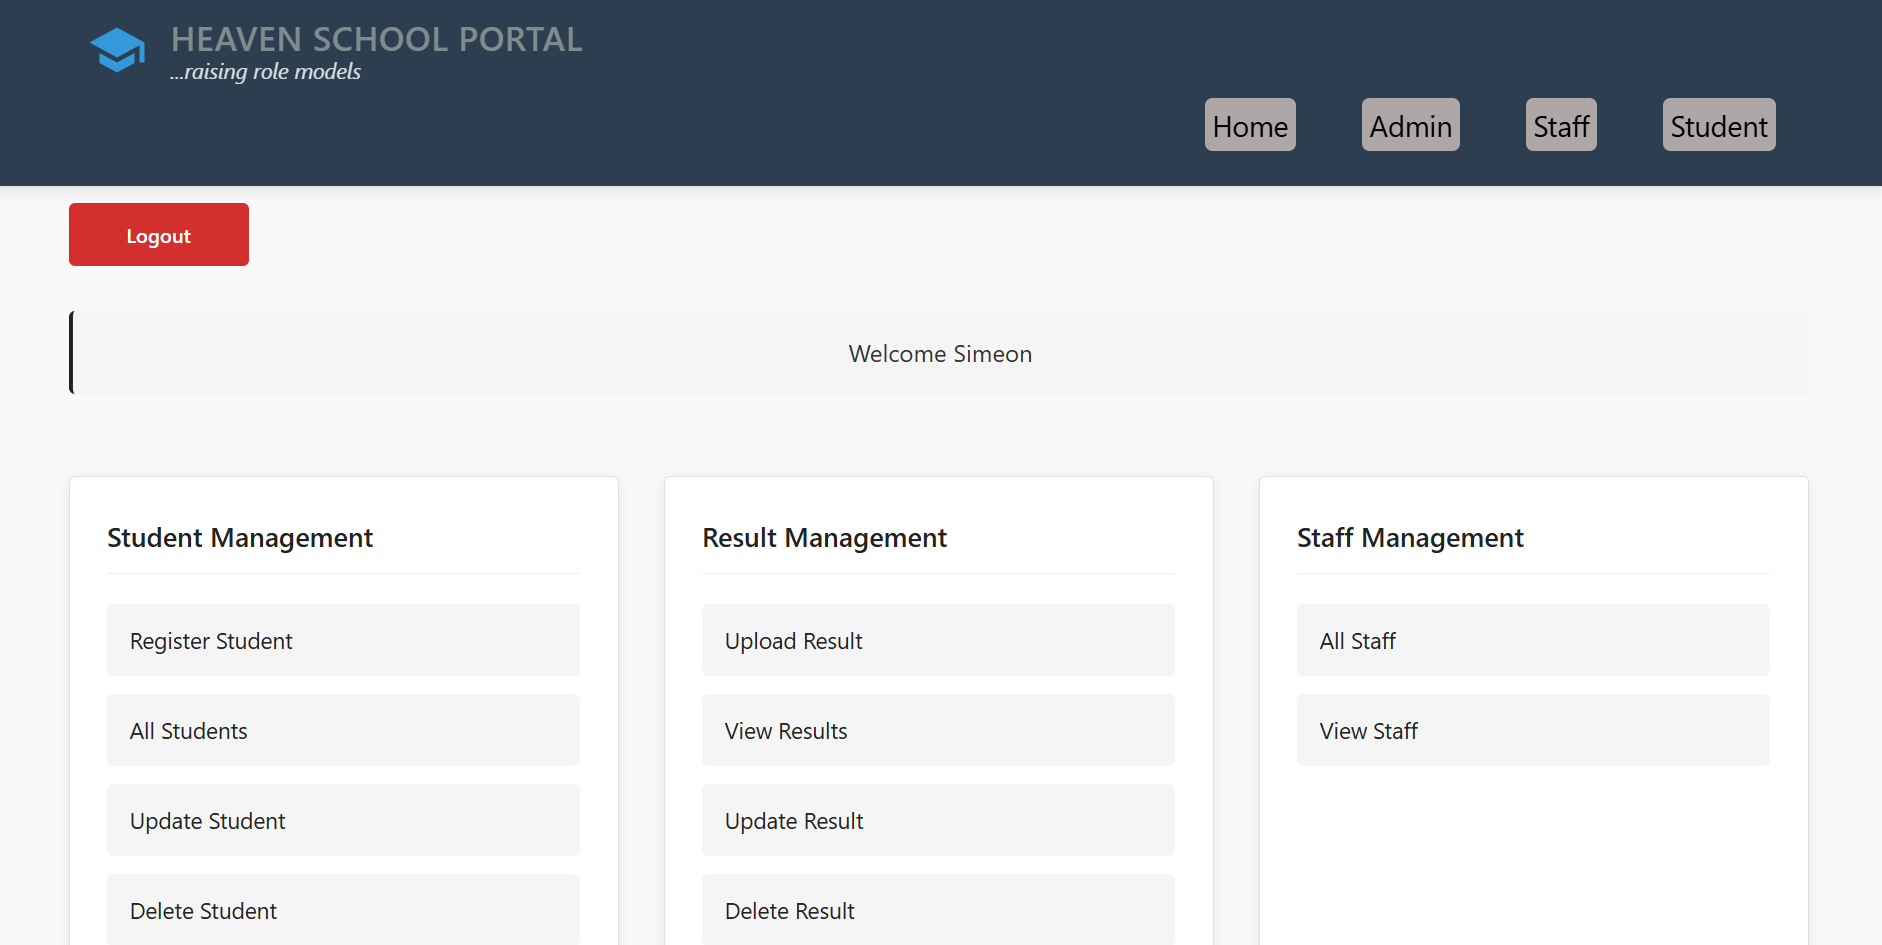 HEAVEN SCHOOL PORTAL
...raising role models
Home Admin Staff Student
Logout
Welcome Simeon
Student Management
Register Student
All Students
Update Student
Delete Student
Result Management
Upload Result
View Results
Update Result
Delete Result
Staff Management
All Staff
View Staff